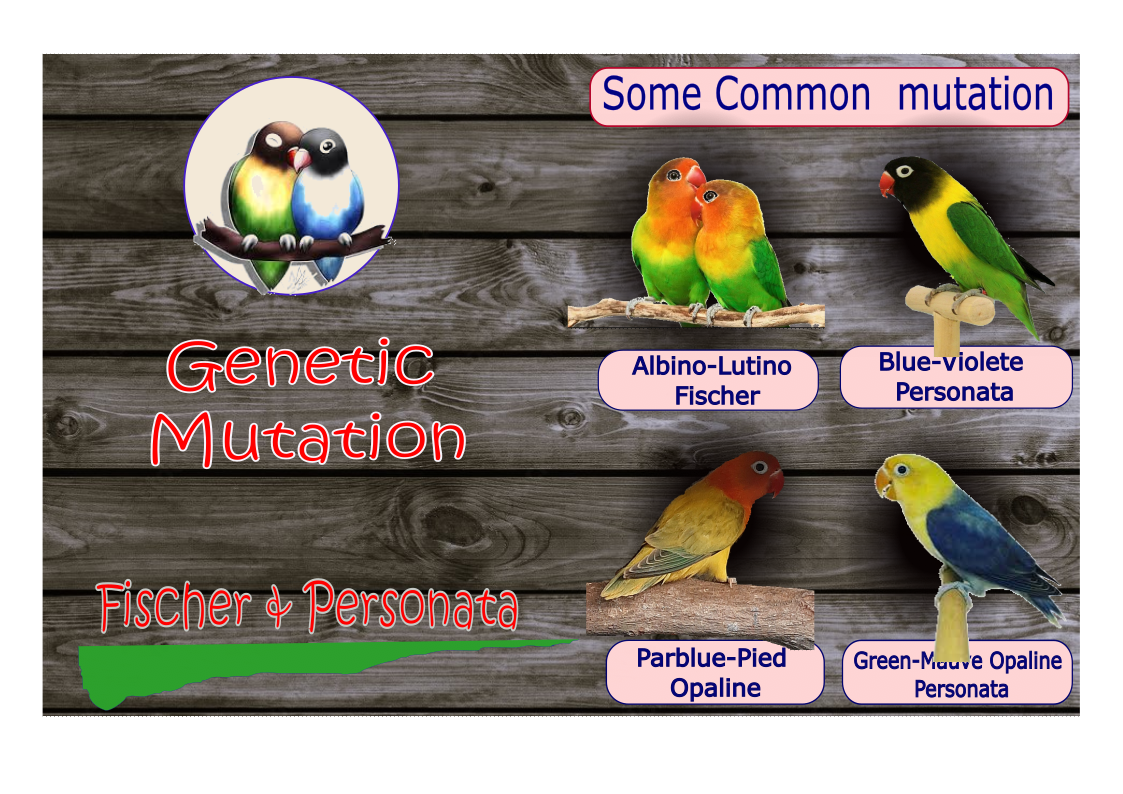 Genetic
Mutation
Fischer & Personata
Some Common mutation
Albino-Lutino
Fischer
Blue-Violete
Personata
Parblue-Pied
Opaline
Green-Mauve Opaline
Personata